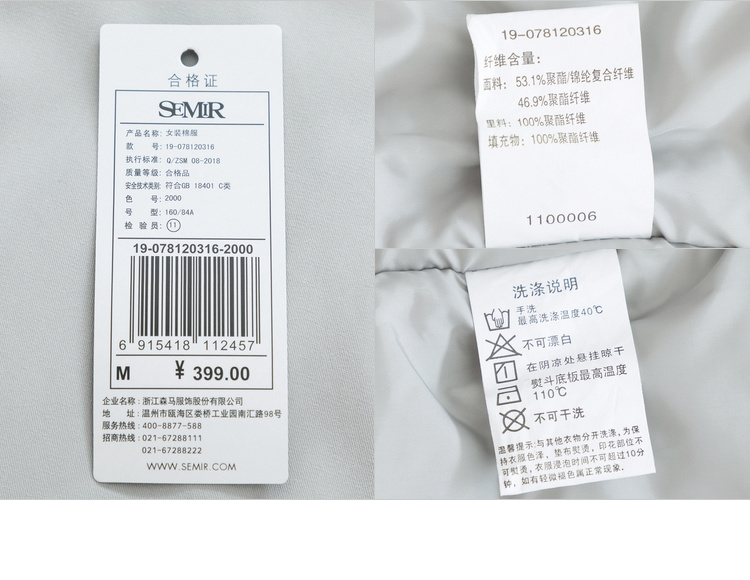 合格证
SEMIR
产品名称: 女装棉服
款 号: 19-078120316
执行标准: Q/ZSM 08-2018
质量等级: 合格品
安全技术类别: 符合GB 18401 C类
色 号: 2000
号 型: 160/84A
检 验 员: 11
19-078120316-2000
6 915418 112457
M ¥ 399.00
企业名称: 浙江森马服饰股份有限公司
地 址: 温州市瓯海区娄桥工业园南汇路98号
服务热线: 400-8877-588
招商热线: 021-67288111
021-67288222
WWW.SEMIR.COM
19-078120316
纤维含量:
面料: 53.1%聚酯/锦纶复合纤维
46.9%聚酯纤维
里料: 100%聚酯纤维
填充物: 100%聚酯纤维
1100006
洗涤说明
手洗
最高洗涤温度40℃
不可漂白
在阴凉处悬挂晾干
熨斗底板最高温度
110℃
不可干洗
温馨提示: 与其他衣物分开洗涤, 为保
持衣服色泽, 垫布熨烫, 印花部位不
可熨烫, 衣服浸泡时间不可超过10分
钟, 如有轻微褪色属正常现象.